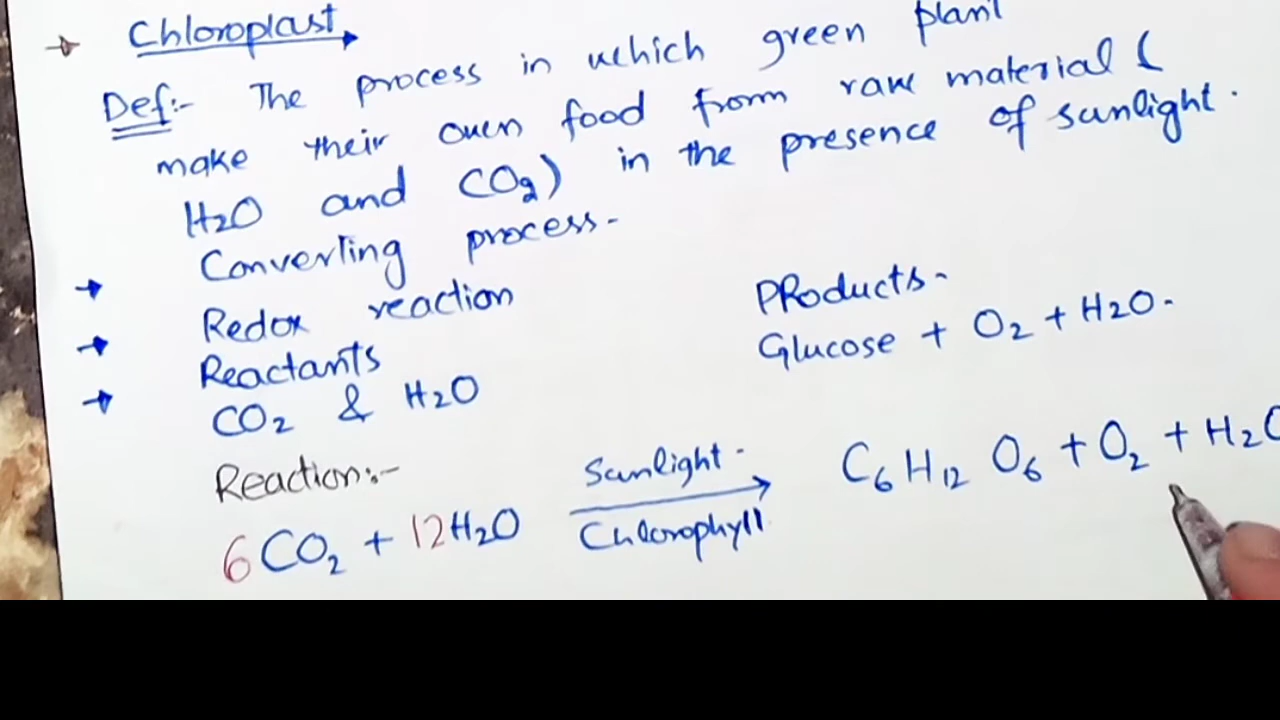 Chloroplast
Def:- The process in which green plant
make their own food from raw material (
H2O and CO2) in the presence of sunlight.
Converting process-
Redox reaction
Reactants
CO2 & H2O
Products-
Glucose + O2 + H2O.
Reaction:-
6CO2 + 12H2O Sunlight- Chlorophyll C6H12O6 + O2 + H2O